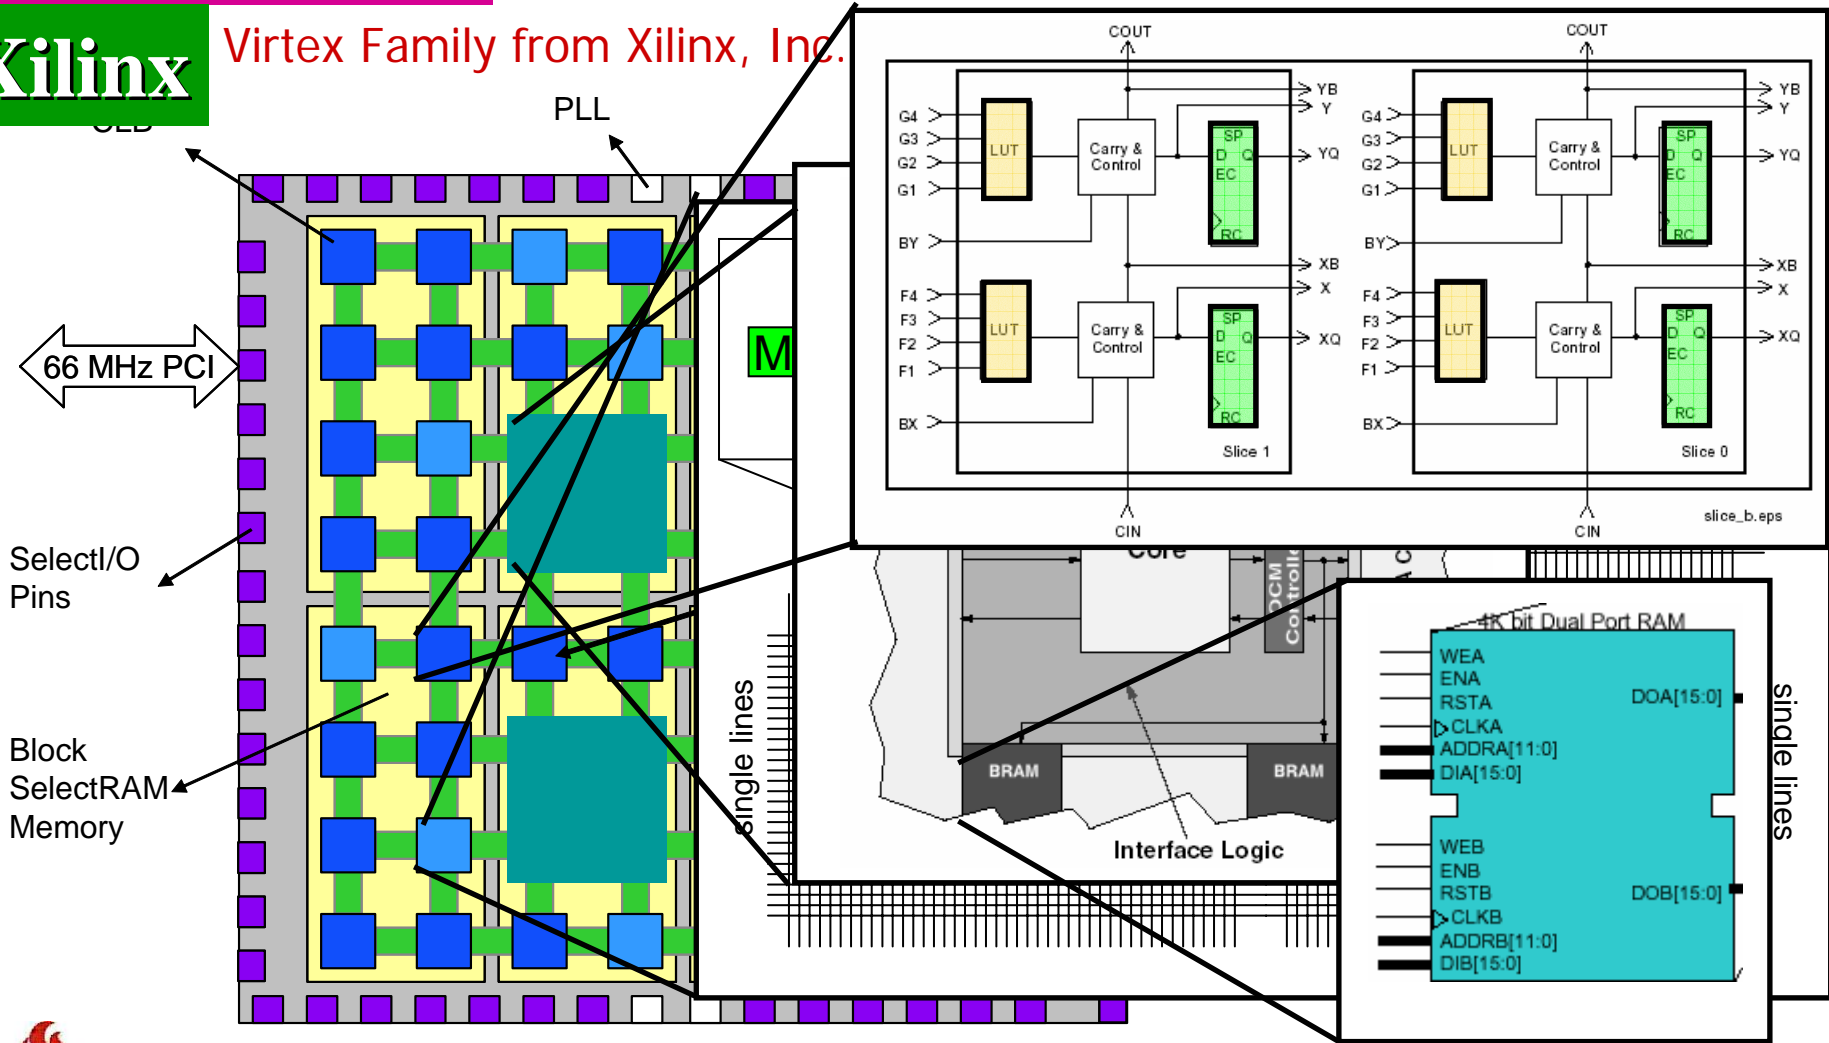 Xilinx
Virtex Family from Xilinx, Inc.
CLB
PLL
66 MHz PCI
SelectI/O
Pins
Block
SelectRAM
Memory
M
COUT
YB
Y
G4
G3
G2
G1
LUT
Carry &
Control
SP
D Q
EC
RC
YQ
BY
XB
X
F4
F3
F2
F1
LUT
Carry &
Control
SP
D Q
EC
RC
XQ
BX
Slice 1
CIN
COUT
YB
Y
G4
G3
G2
G1
LUT
Carry &
Control
SP
D Q
EC
RC
YQ
BY
XB
X
F4
F3
F2
F1
LUT
Carry &
Control
SP
D Q
EC
RC
XQ
BX
Slice 0
CIN
slice_b.eps
Core
OCM
Controlle
A C
BRAM
BRAM
Interface Logic
single lines
4K bit Dual Port RAM
WEA
ENA
RSTA
CLKA
ADDRA[11:0]
DIA[15:0]
DOA[15:0]
WEB
ENB
RSTB
CLKB
ADDRB[11:0]
DIB[15:0]
DOB[15:0]
single lines